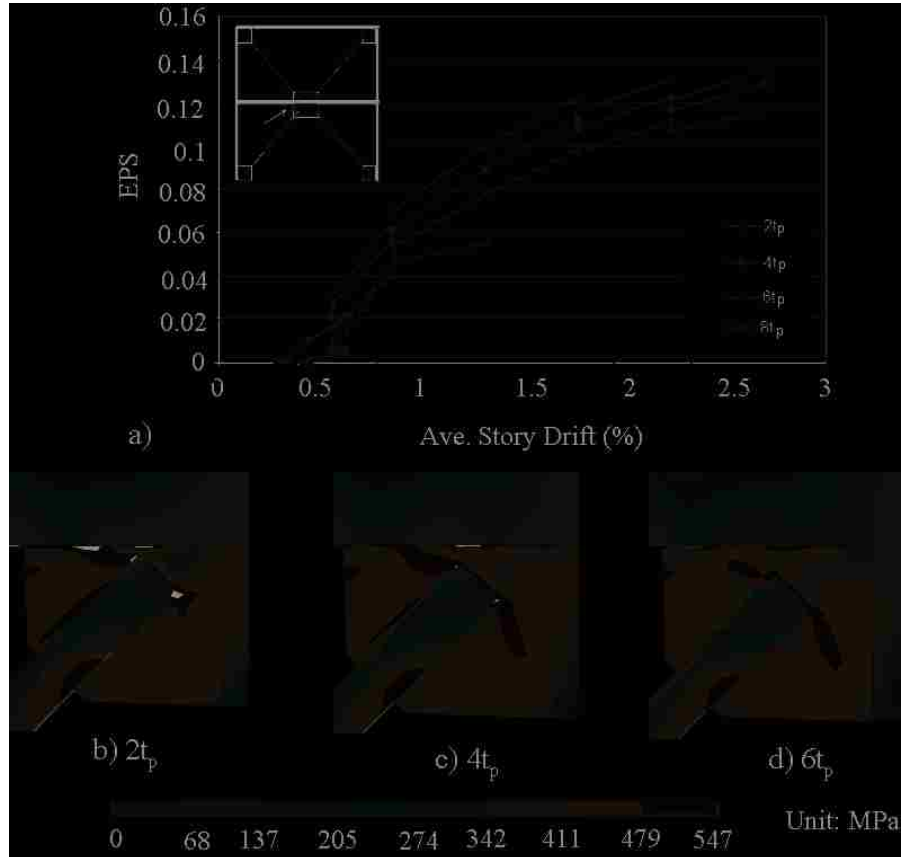 0.16
0.14
0.12
0.1
0.08
0.06
0.04
0.02
0
EPS
2tp
4tp
6tp
8tp
0 0.5 1 1.5 2 2.5 3
a) Ave. Story Drift (%)
b) 2tp c) 4tp d) 6tp
0 68 137 205 274 342 411 479 547 Unit: MPa